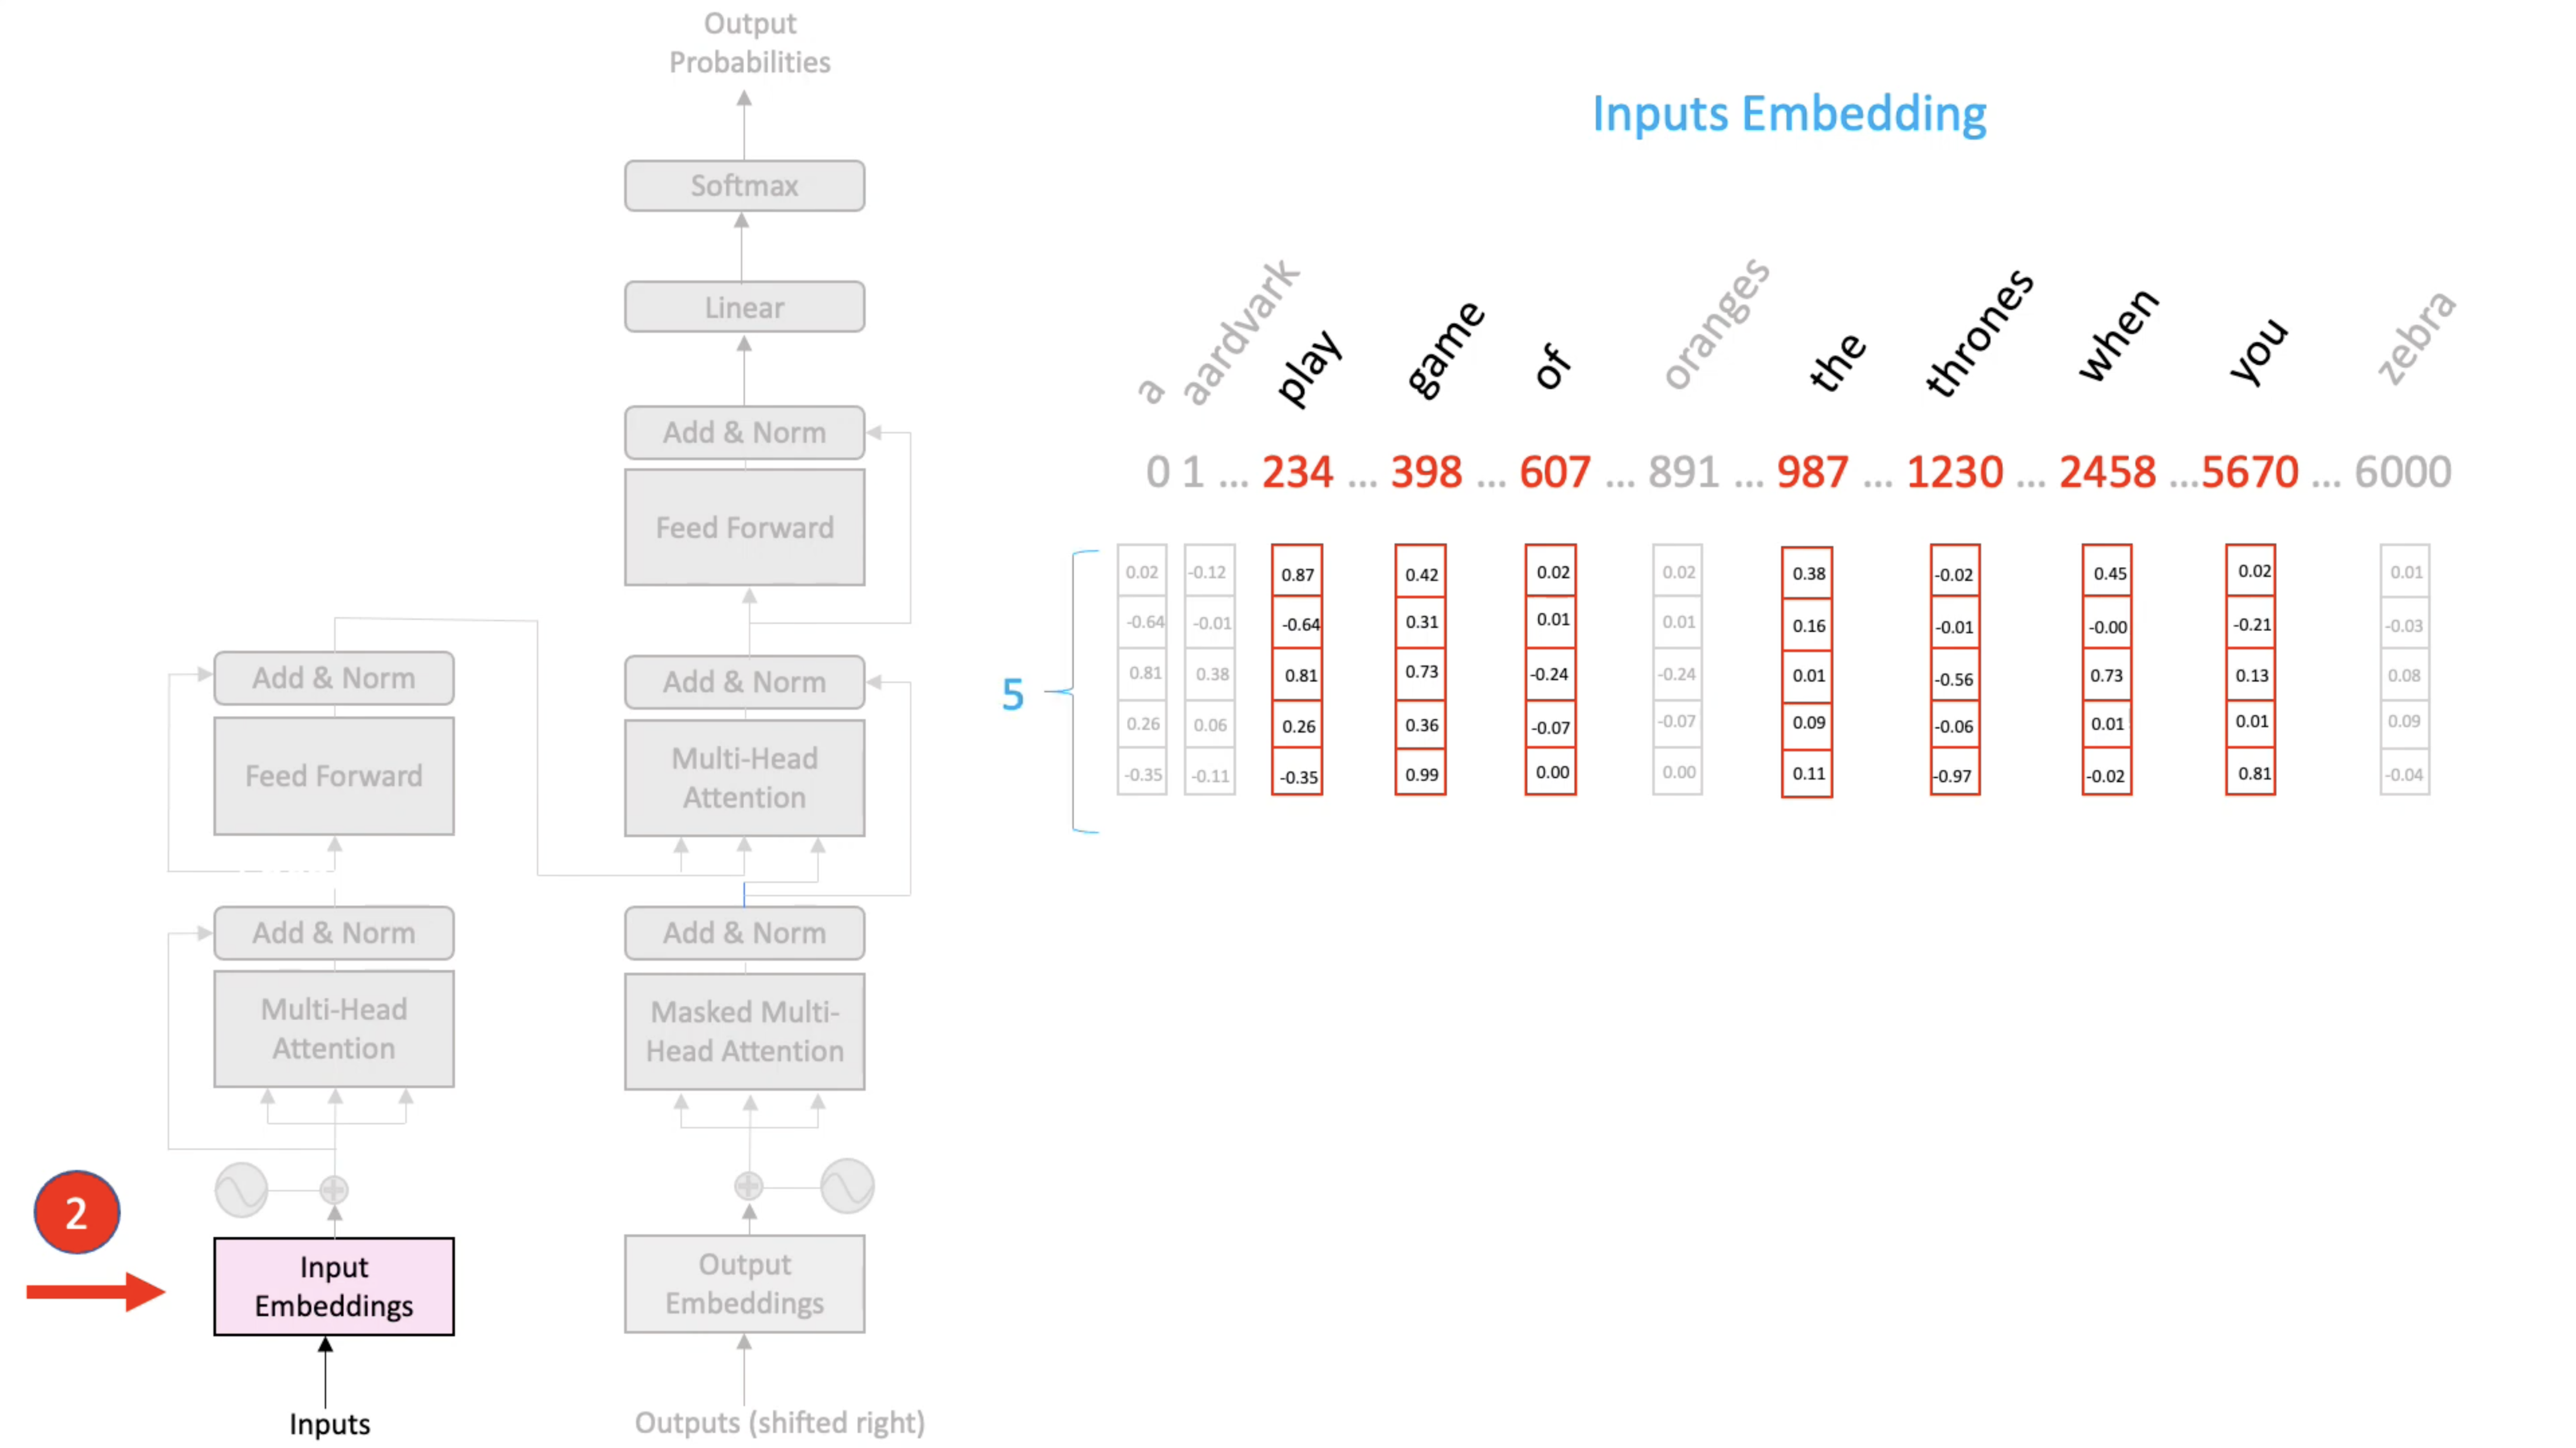 Output
Probabilities
Softmax
Linear
Add & Norm
Feed Forward
Add & Norm
Multi-Head
Attention
Add & Norm
Masked Multi-
Head Attention
Output
Embeddings
Outputs (shifted right)
Add & Norm
Feed Forward
Add & Norm
Multi-Head
Attention
2
Input
Embeddings
Inputs
Inputs Embedding
a aardvark play game of oranges the thrones when you zebra
0 1 ... 234 ... 398 ... 607 ... 891 ... 987 ... 1230 ... 2458 ...5670 ... 6000
5
0.02 -0.12 0.87 0.42 0.02 0.02 0.38 -0.02 0.45 0.02 0.01
-0.64 -0.01 -0.64 0.31 0.01 0.01 0.16 -0.01 -0.00 -0.21 -0.03
0.81 0.38 0.81 0.73 -0.24 -0.24 0.01 -0.56 0.73 0.13 0.08
0.26 0.06 0.26 0.36 -0.07 -0.07 0.09 -0.06 0.01 0.01 0.09
-0.35 -0.11 -0.35 0.99 0.00 0.00 0.11 -0.97 -0.02 0.81 -0.04